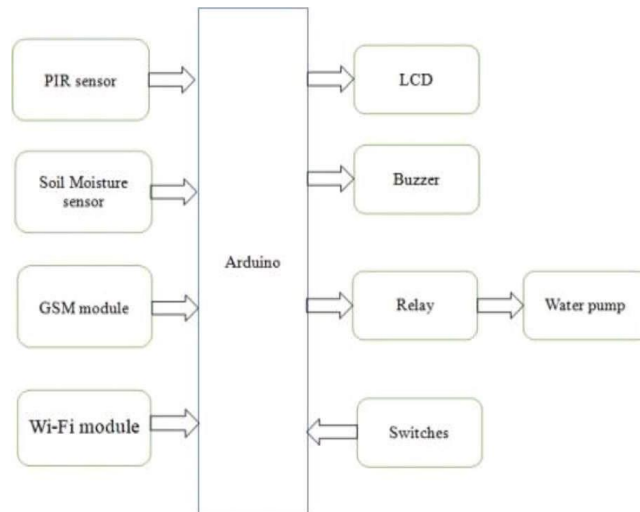 PIR sensor
LCD
Soil Moisture
sensor
Buzzer
Arduino
GSM module
Relay
Water pump
Wi-Fi module
Switches